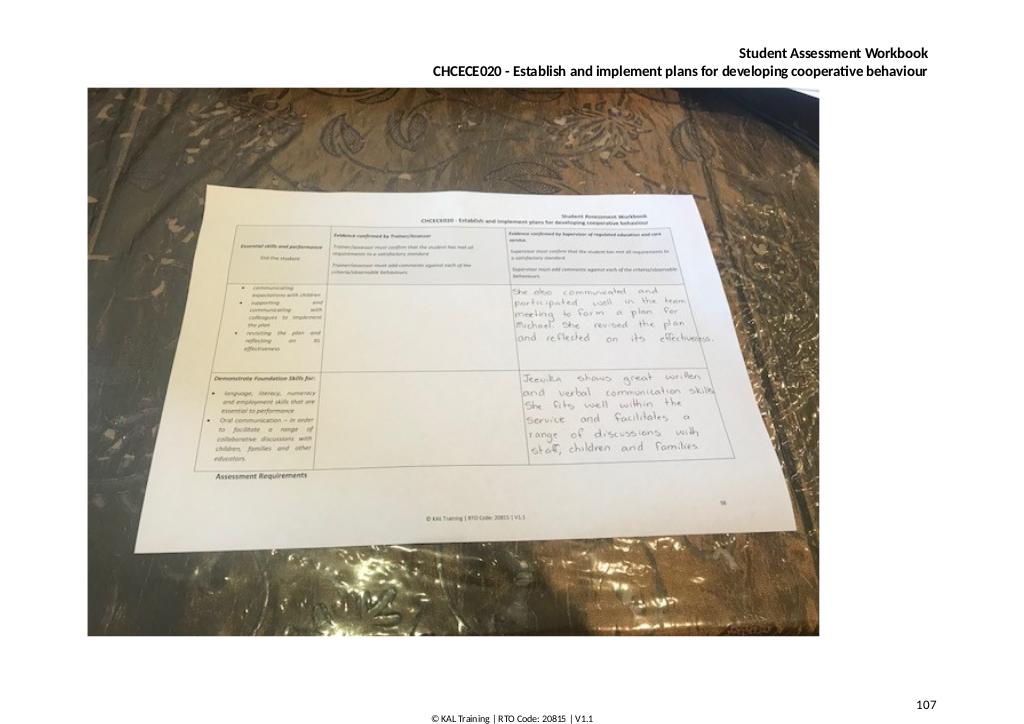 Student Assessment Workbook
CHCECE020 - Establish and implement plans for developing cooperative behaviour
Student Assessment Workbook
CHCECE020 - Establish and implement plans for developing cooperative behaviour
Essential skills and performance
Did the student
Evidence confirmed by Trainer/Assessor
Trainer/assessor must confirm that the student has met all
requirements to a satisfactory standard
Trainer/assessor must add comments against each of the
criteria/observable behaviours.
Evidence confirmed by Supervisor of regulated education and care
service.
Supervisor must confirm that the student has met all requirements to
a satisfactory standard
Supervisor must add comments against each of the criteria/observable
behaviours.
• communicating
expectations with children
• supporting and
communicating with
colleagues to implement
the plan
• revisiting the plan and
reflecting on its
effectiveness
She also communicated and
participated well in the team
meeting to form a plan for
Michael. She revised the plan
and reflected on its effectiveness.
Demonstrate Foundation Skills for:
• language, literacy, numeracy
and employment skills that are
essential to performance
• Oral communication – in order
to facilitate a range of
collaborative discussions with
children, families and other
educators.
Jeevika shows great written
and verbal communication skills
She fits well within the
service and facilitates a
range of discussions with
staff, children and families
Assessment Requirements
98
© KAL Training | RTO Code: 20815 | V1.1
107
© KAL Training | RTO Code: 20815 | V1.1